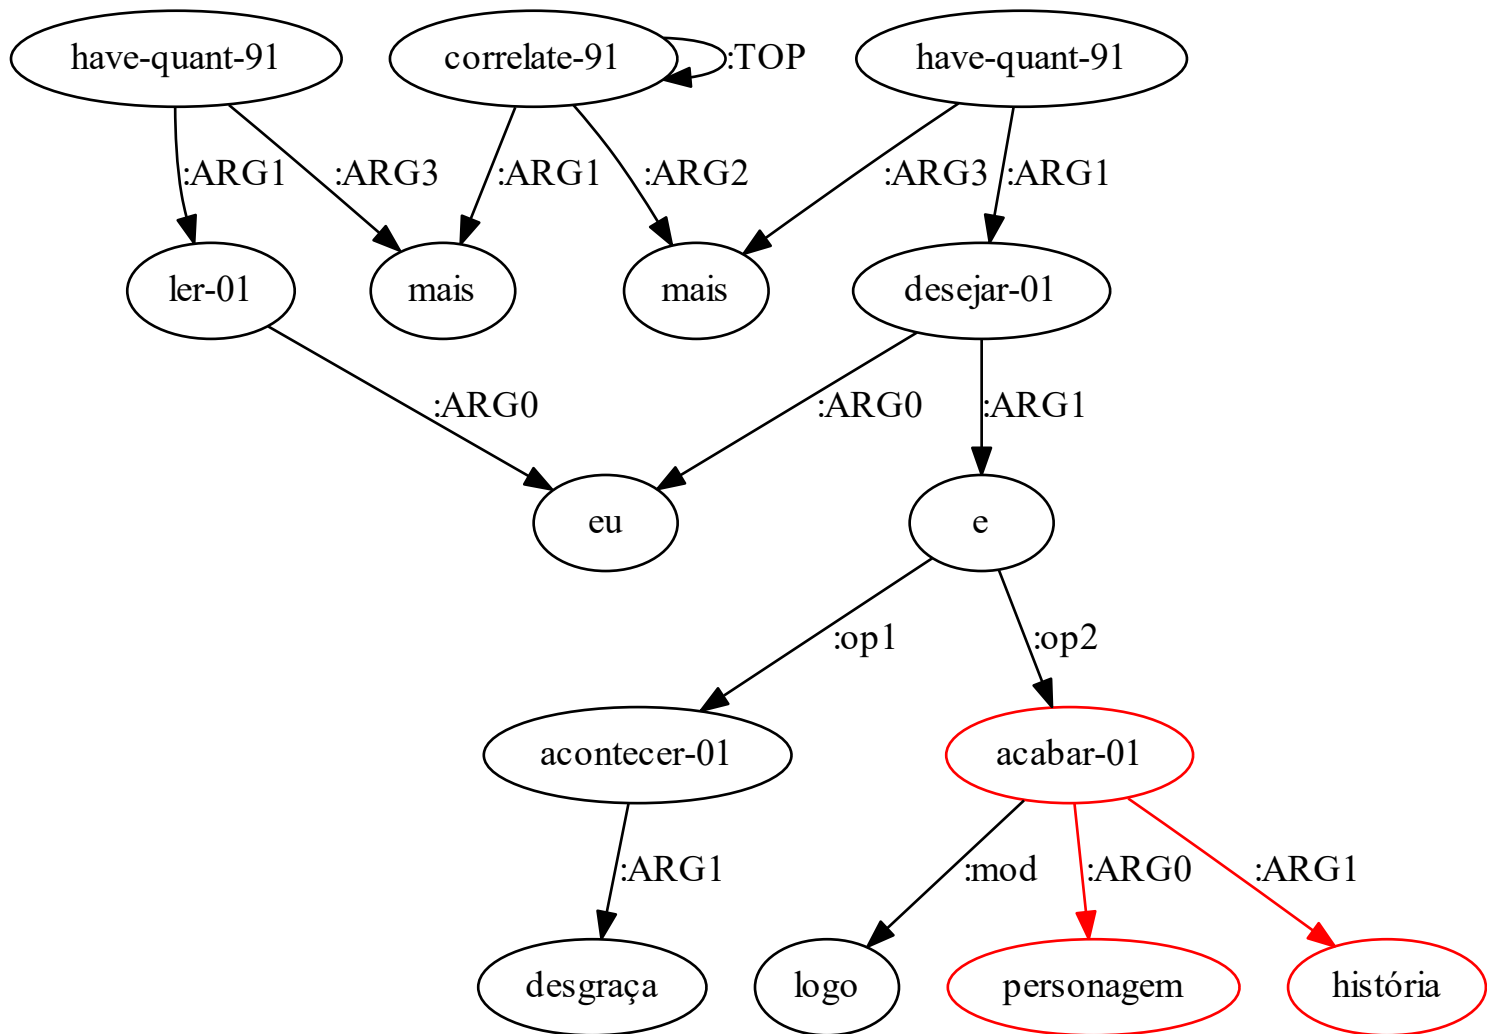 have-quant-91 correlate-91 :TOP have-quant-91
:ARG1 :ARG3 :ARG1 :ARG2 :ARG3 :ARG1
ler-01 mais mais desejar-01
:ARG0 :ARG0 :ARG1
eu e
:op1 :op2
acontecer-01 acabar-01
:ARG1 :mod :ARG0 :ARG1
desgraça logo personagem história